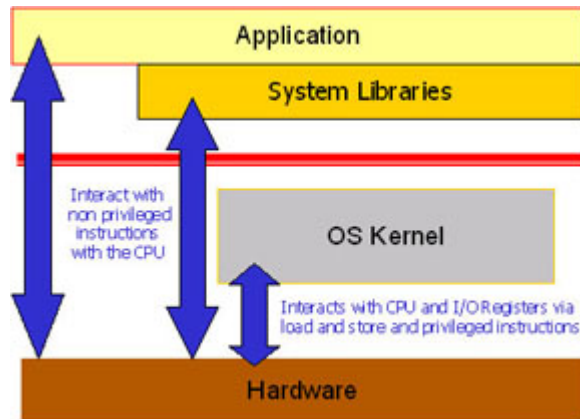 Application
System Libraries
Interact with
non privileged
instructions
with the CPU
OS Kernel
Interacts with CPU and I/O Registers via
load and store and privileged instructions
Hardware